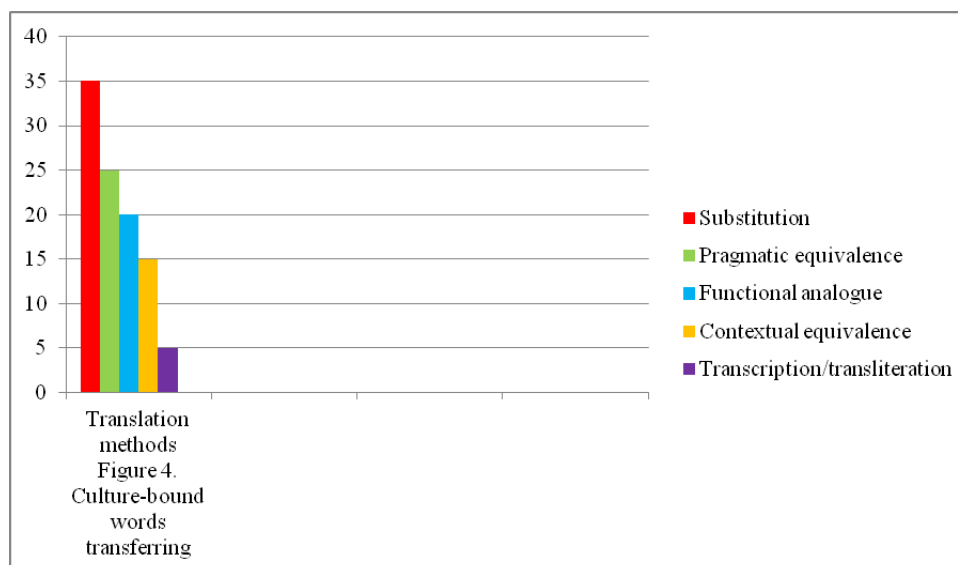 40
35
30
25
20
15
10
5
0
Translation
methods
Figure 4.
Culture-bound
words
transferring
Substitution
Pragmatic equivalence
Functional analogue
Contextual equivalence
Transcription/transliteration